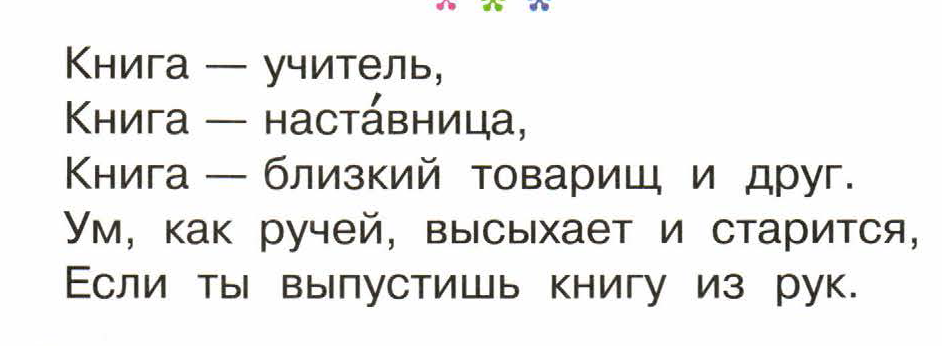 Книга — учитель,
Книга — наста́вница,
Книга — близкий товарищ и друг.
Ум, как ручей, высыхает и старится,
Если ты выпустишь книгу из рук.